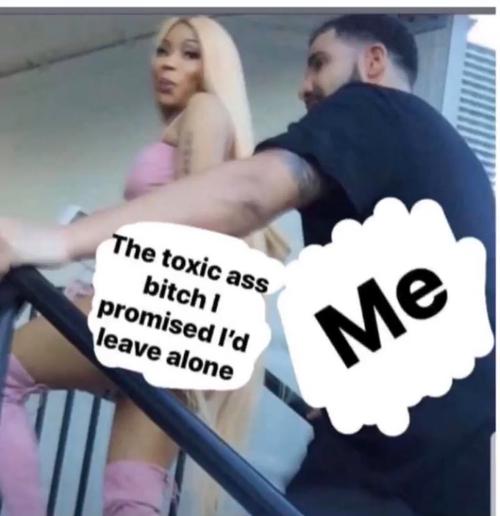 The toxic ass
bitch I
promised I'd
leave alone
Me